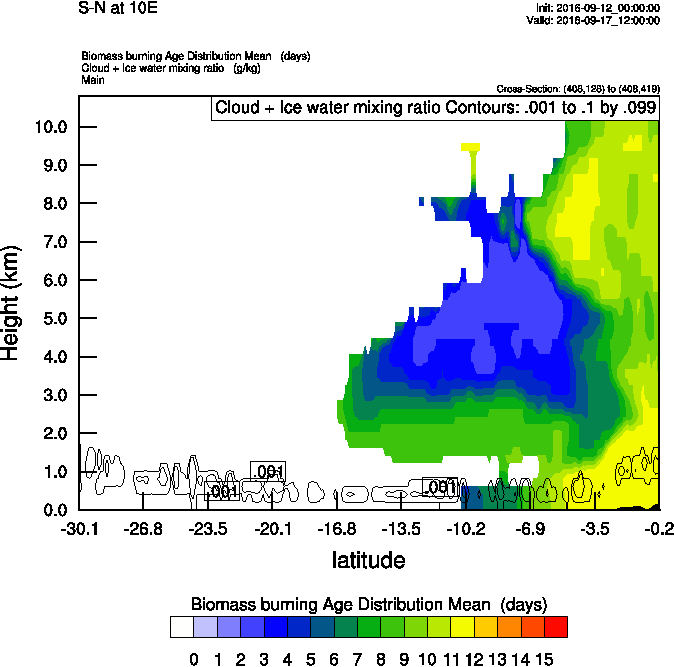 S-N at 10E
Init: 2016-09-12_00:00:00
Valid: 2016-09-17_12:00:00
Biomass burning Age Distribution Mean (days)
Cloud + Ice water mixing ratio (g/kg)
Main
Cross-Section: (408,128) to (408,419)
Cloud + Ice water mixing ratio Contours: .001 to .1 by .099
10.0
9.0
8.0
7.0
6.0
5.0
4.0
3.0
2.0
1.0
0.0
Height (km)
.001
.001
.001
-30.1 -26.8 -23.5 -20.1 -16.8 -13.5 -10.2 -6.9 -3.5 -0.2
latitude
Biomass burning Age Distribution Mean (days)
0 1 2 3 4 5 6 7 8 9 10 11 12 13 14 15